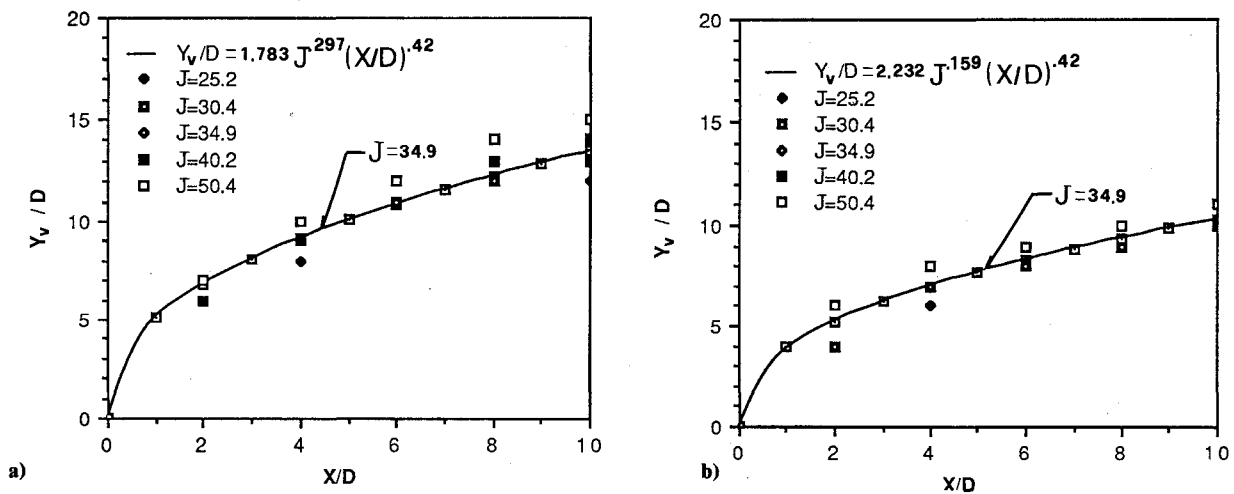 20
15
10
5
0
Y_v / D
Y_v/D = 1.783 J^.297 (X/D)^.42
J=25.2
J=30.4
J=34.9
J=40.2
J=50.4
J=34.9
0 2 4 6 8 10
X/D
a)
20
15
10
5
0
Y_v / D
Y_v/D = 2.232 J^.159 (X/D)^.42
J=25.2
J=30.4
J=34.9
J=40.2
J=50.4
J=34.9
0 2 4 6 8 10
X/D
b)